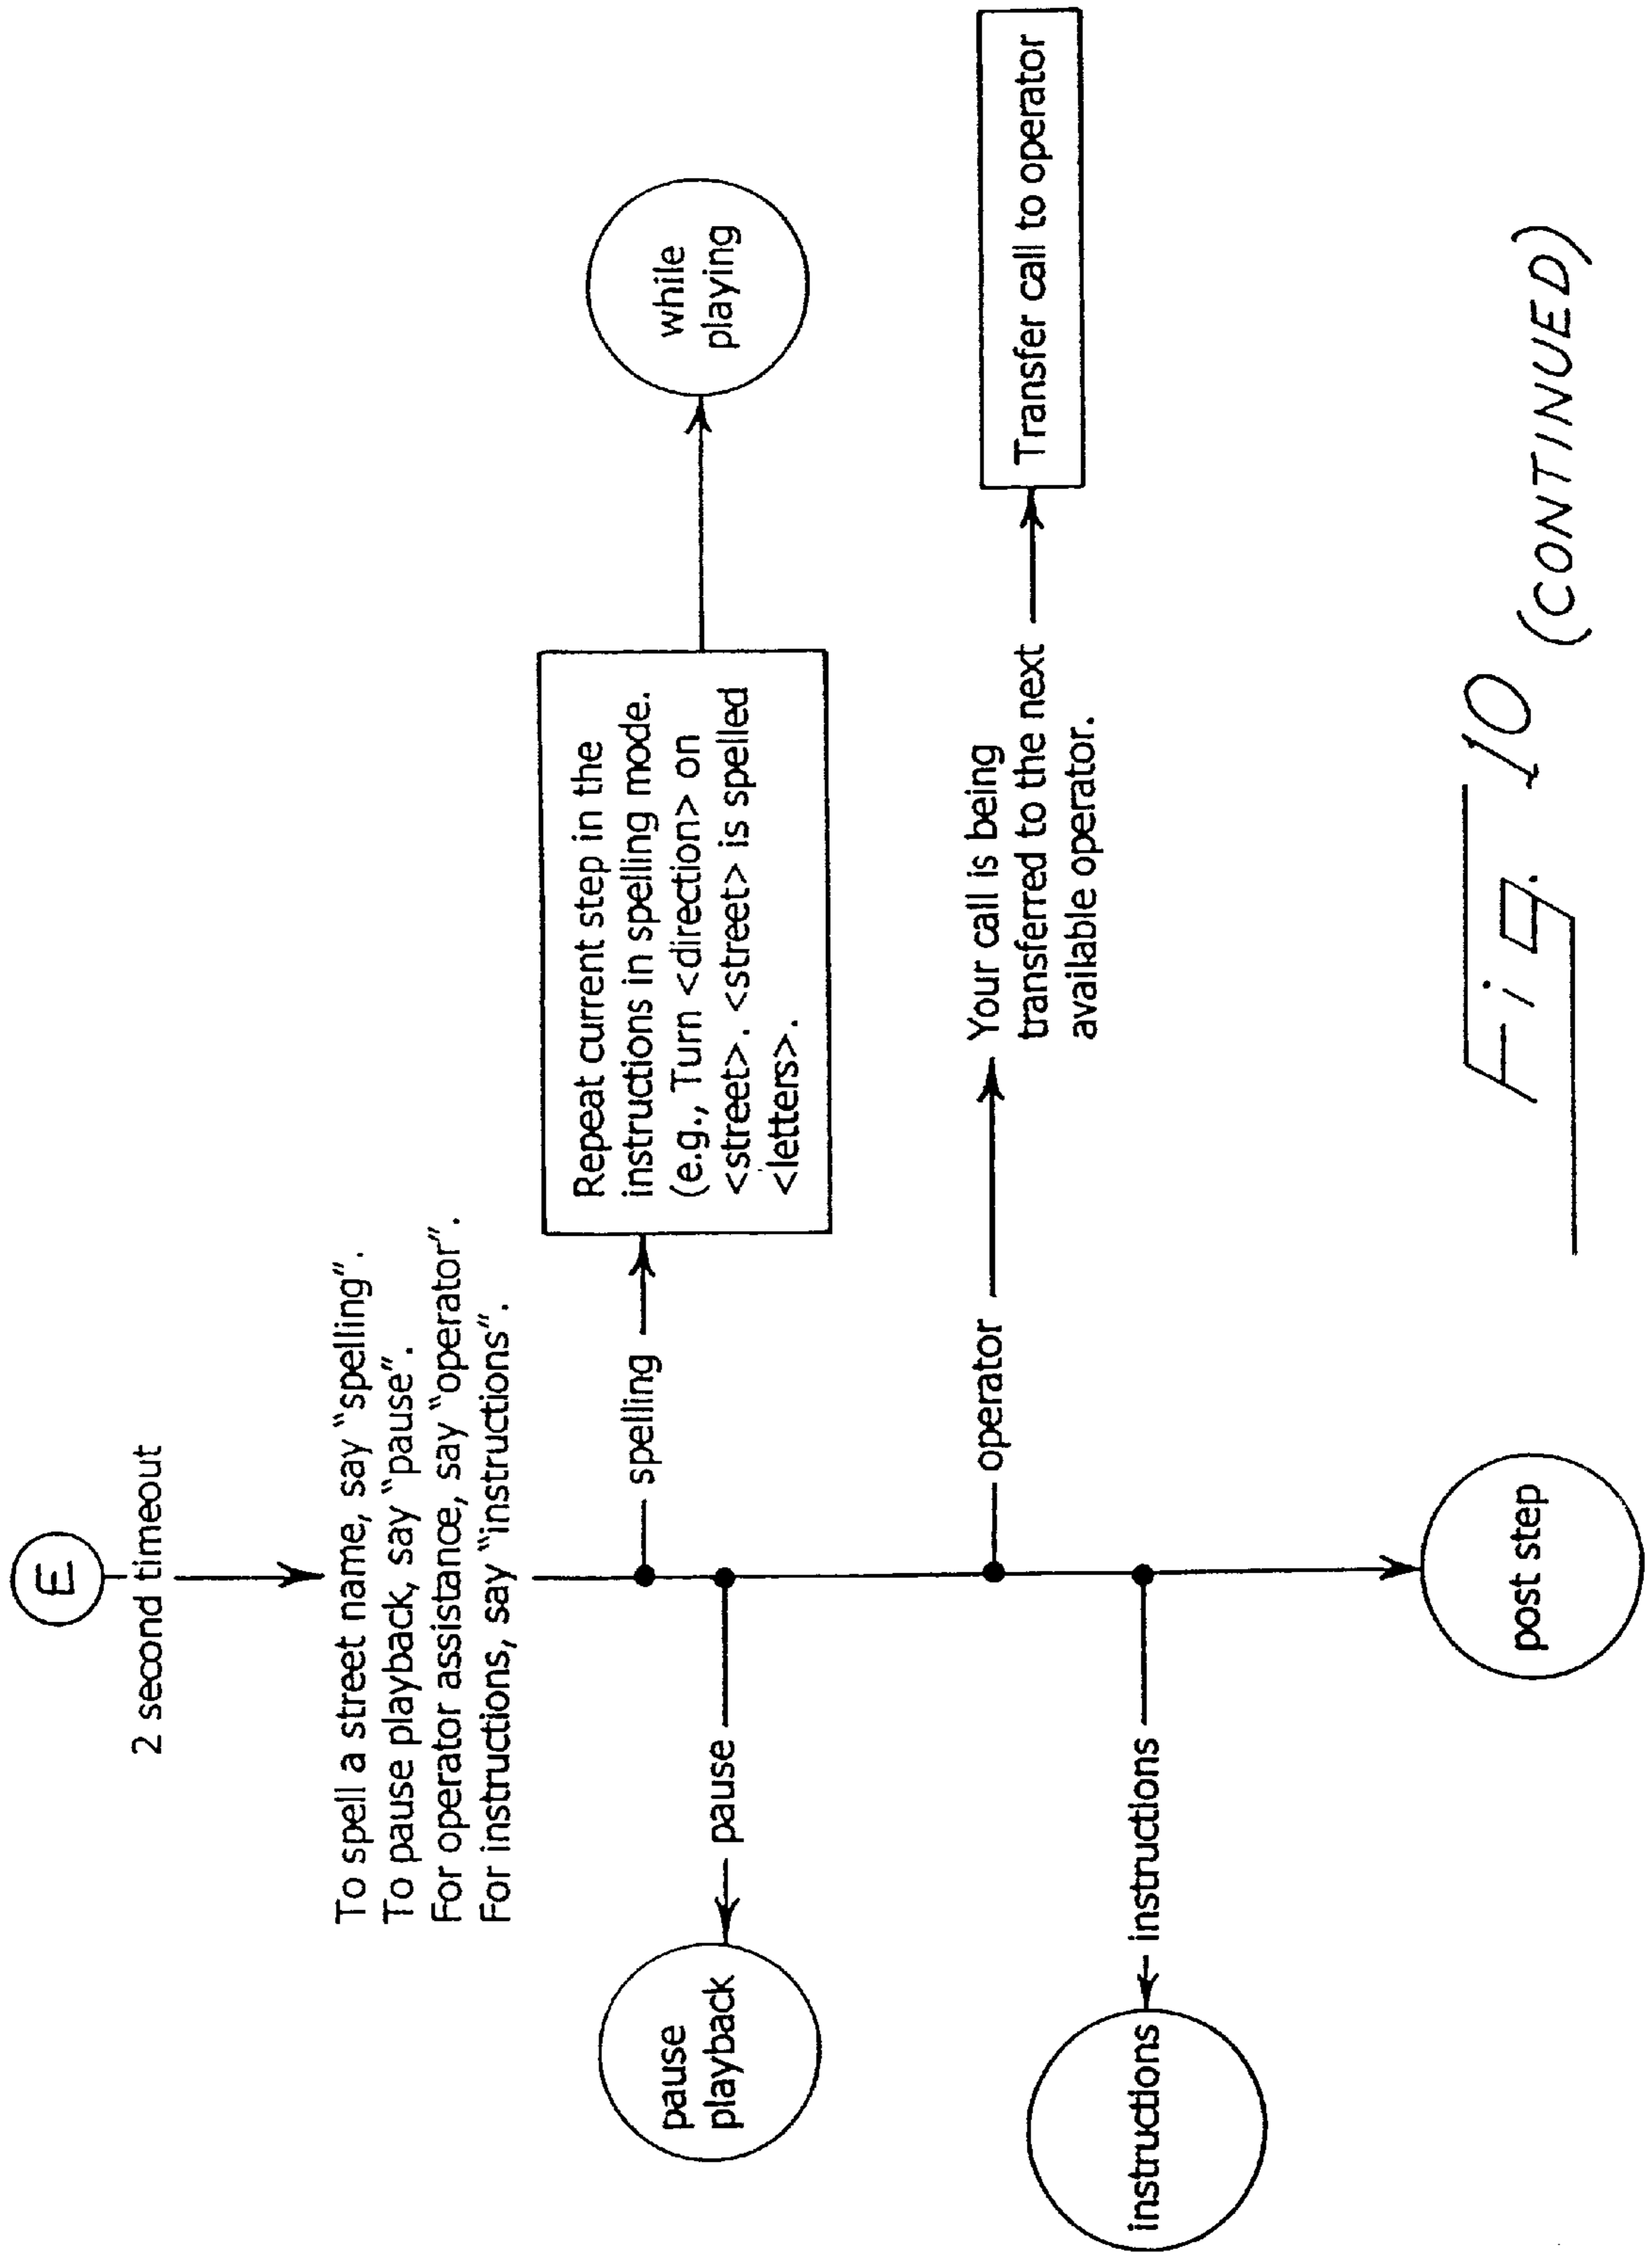 E
2 second timeout
To spell a street name, say "spelling".
To pause playback, say "pause".
For operator assistance, say "operator".
For instructions, say "instructions".
spelling
Repeat current step in the
instructions in spelling mode.
(e.g., Turn <direction> on
<street>. <street> is spelled
<letters>.
while
playing
pause
pause
playback
operator
Your call is being
transferred to the next
available operator.
Transfer call to operator
instructions
instructions
post step
Fig. 10 (CONTINUED)